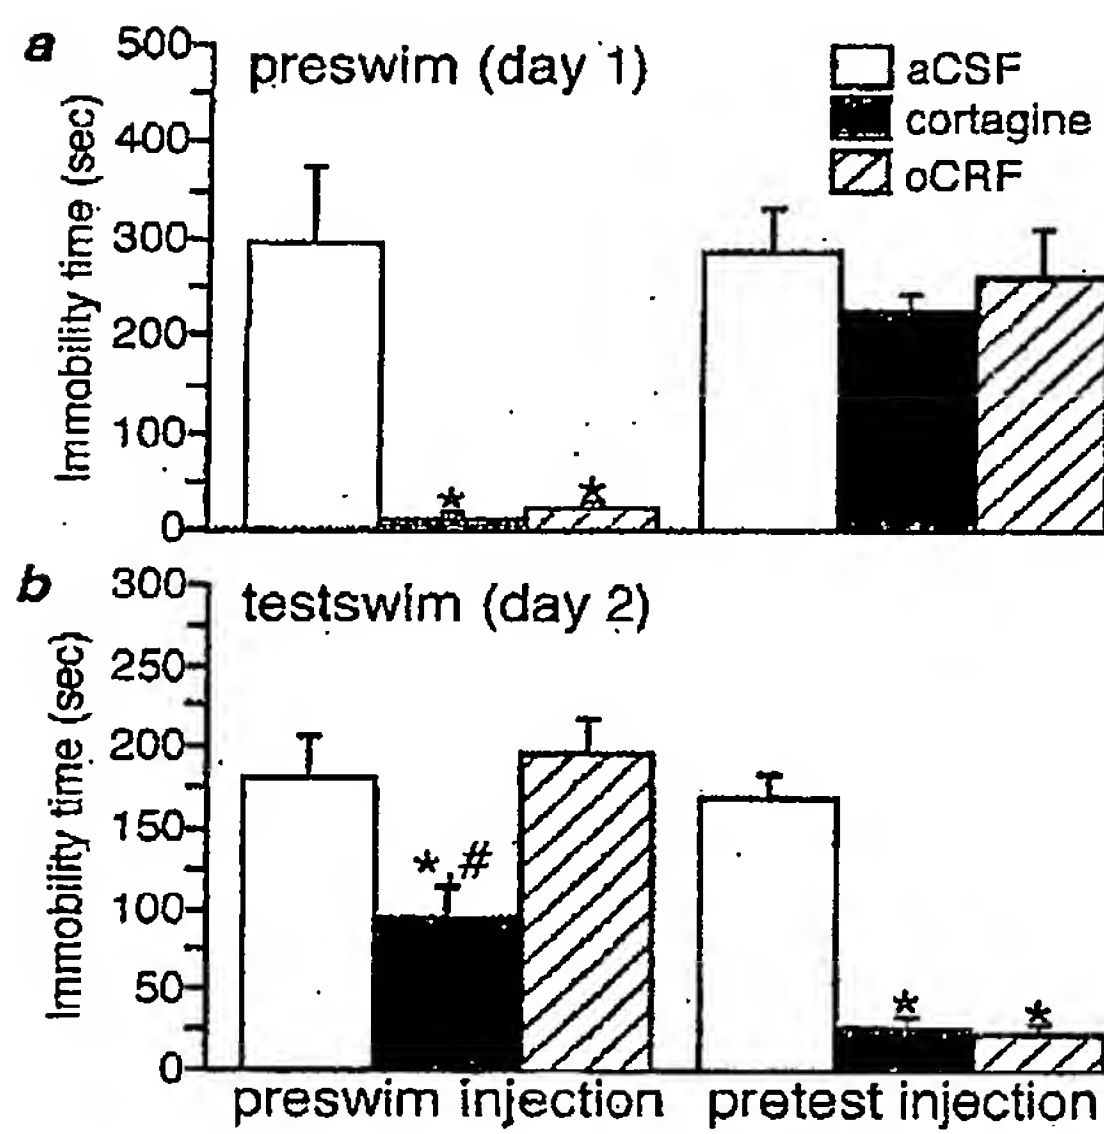 a
preswim (day 1)
aCSF
cortagine
oCRF
Immobility time (sec)
500
400
300
200
100
0
*
*
b
testswim (day 2)
Immobility time (sec)
300
250
200
150
100
50
0
* #
*
*
preswim injection
pretest injection